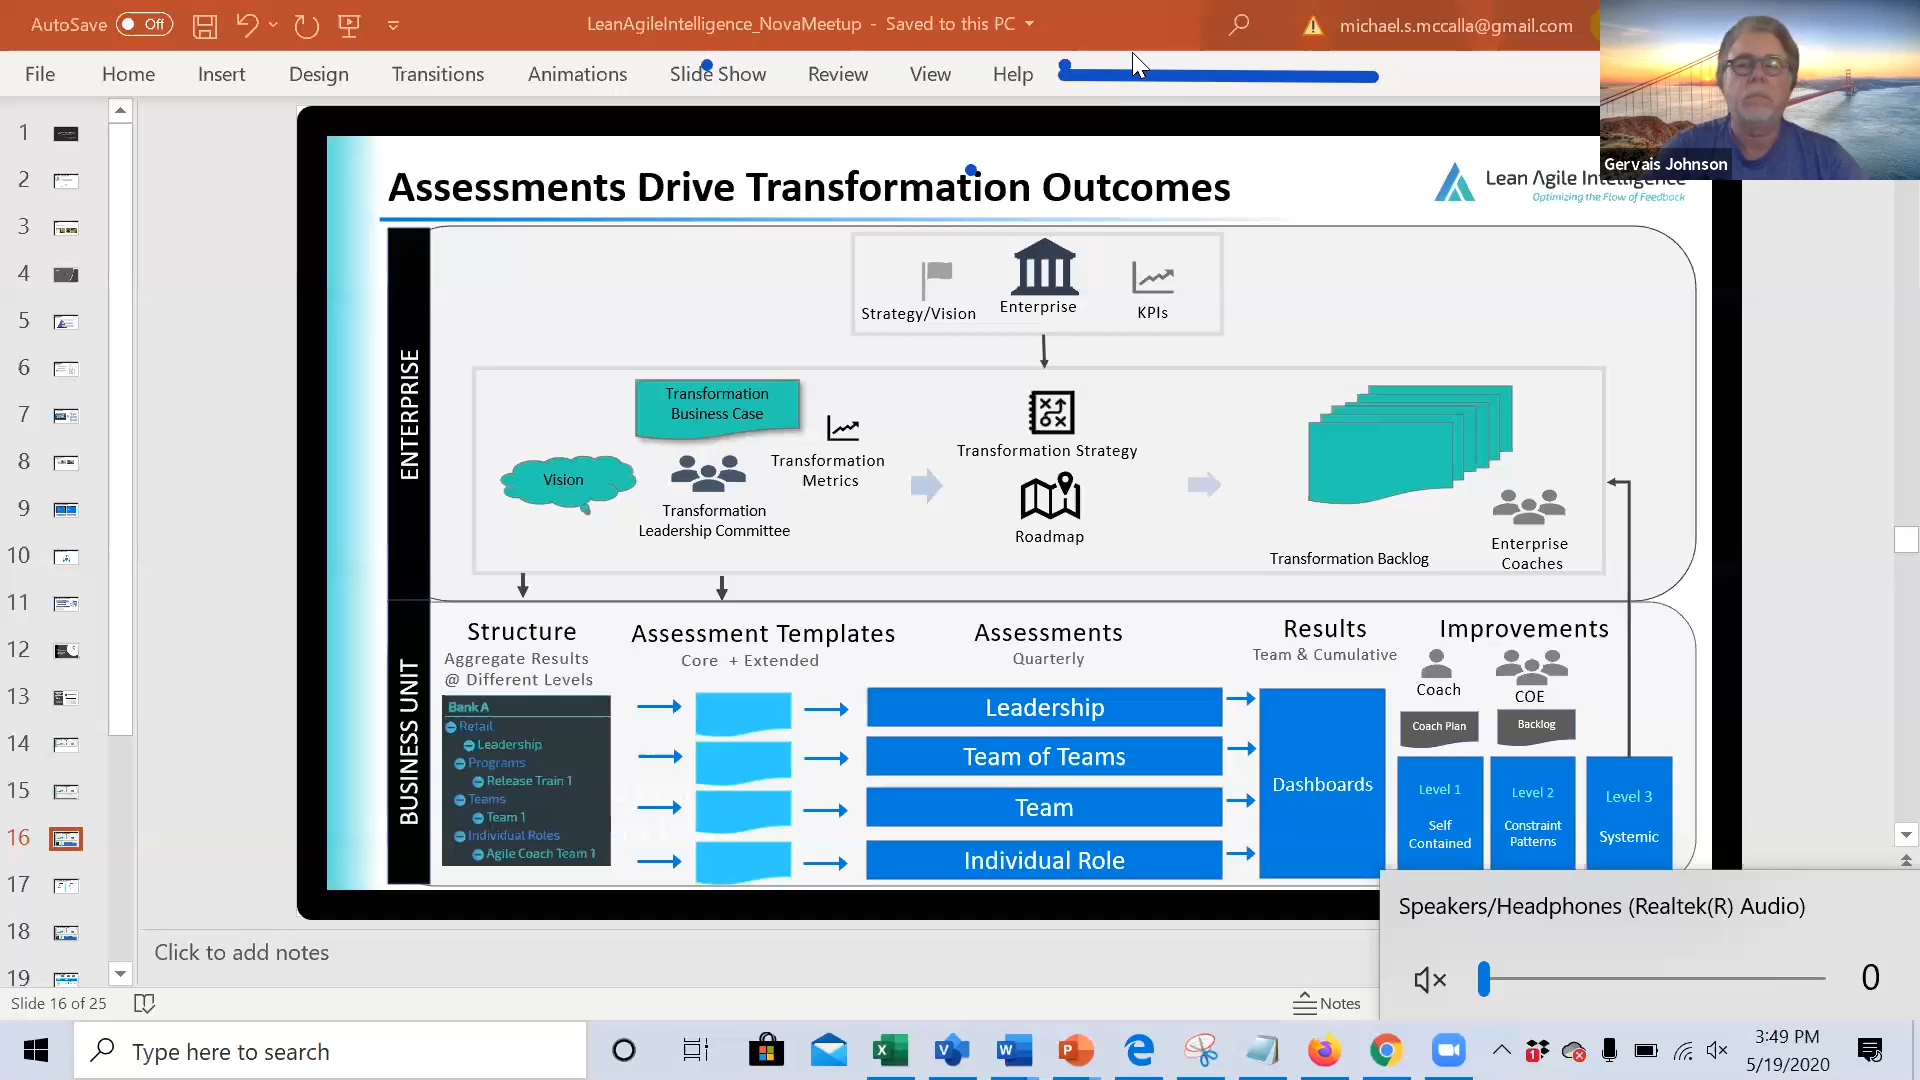 AutoSave Off LeanAgileIntelligence_NovaMeetup - Saved to this PC michael.s.mccalla@gmail.com
File Home Insert Design Transitions Animations Slide Show Review View Help
Gervais Johnson
1
2
3
4
5
6
7
8
9
10
11
12
13
14
15
16
17
18
19
Assessments Drive Transformation Outcomes
Lean Agile Intelligence
Optimizing the Flow of Feedback
ENTERPRISE
Strategy/Vision Enterprise KPIs
Transformation
Business Case
Vision
Transformation
Leadership Committee
Transformation
Metrics
Transformation Strategy
Roadmap
Transformation Backlog
Enterprise
Coaches
BUSINESS UNIT
Structure
Aggregate Results
@ Different Levels
Bank A
Retail
Leadership
Programs
Release Train 1
Teams
Team 1
Individual Roles
Agile Coach Team 1
Assessment Templates
Core + Extended
Assessments
Quarterly
Leadership
Team of Teams
Team
Individual Role
Results
Team & Cumulative
Dashboards
Improvements
Coach
COE
Coach Plan
Backlog
Level 1
Self
Contained
Level 2
Constraint
Patterns
Level 3
Systemic
Click to add notes
Speakers/Headphones (Realtek(R) Audio)
0
Slide 16 of 25
Notes
Type here to search
1
3:49 PM
5/19/2020